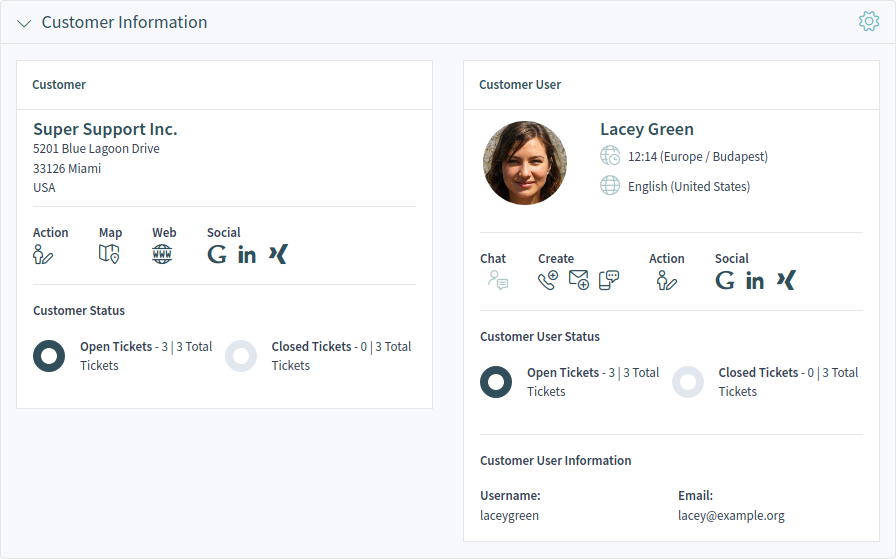 Customer Information
Customer
Super Support Inc.
5201 Blue Lagoon Drive
33126 Miami
USA
Action Map Web Social
WWW G in
Customer Status
Open Tickets - 3 | 3 Total
Tickets
Closed Tickets - 0 | 3 Total
Tickets
Customer User
Lacey Green
12:14 (Europe / Budapest)
English (United States)
Chat Create Action Social
G in
Customer User Status
Open Tickets - 3 | 3 Total
Tickets
Closed Tickets - 0 | 3 Total
Tickets
Customer User Information
Username: Email:
laceygreen lacey@example.org